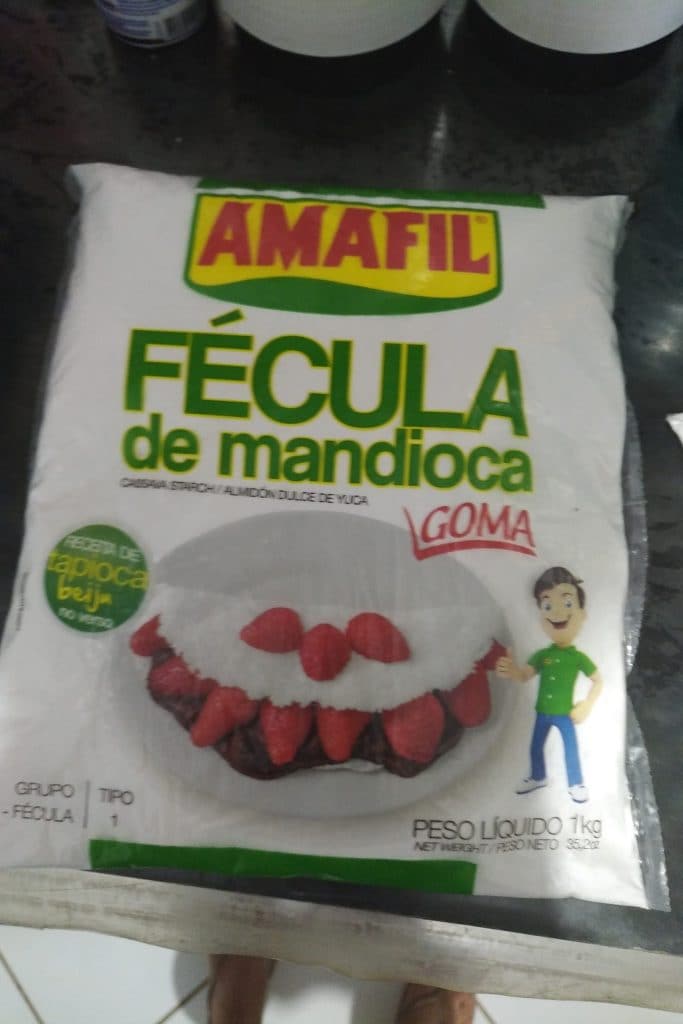 AMAFIL®
FÉCULA
de mandioca
CASSAVA STARCH / ALMIDÓN DULCE DE YUCA
GOMA
RECEITA DE
tapioca
beiju
no verso
GRUPO
- FÉCULA
TIPO
1
PESO LÍQUIDO 1kg
NET WEIGHT / PESO NETO 35,2oz